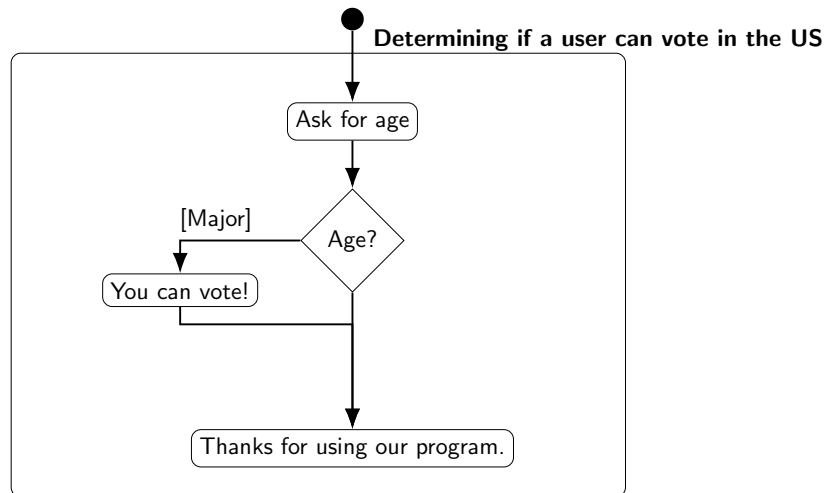 Determining if a user can vote in the US
Ask for age
[Major]
Age?
You can vote!
Thanks for using our program.